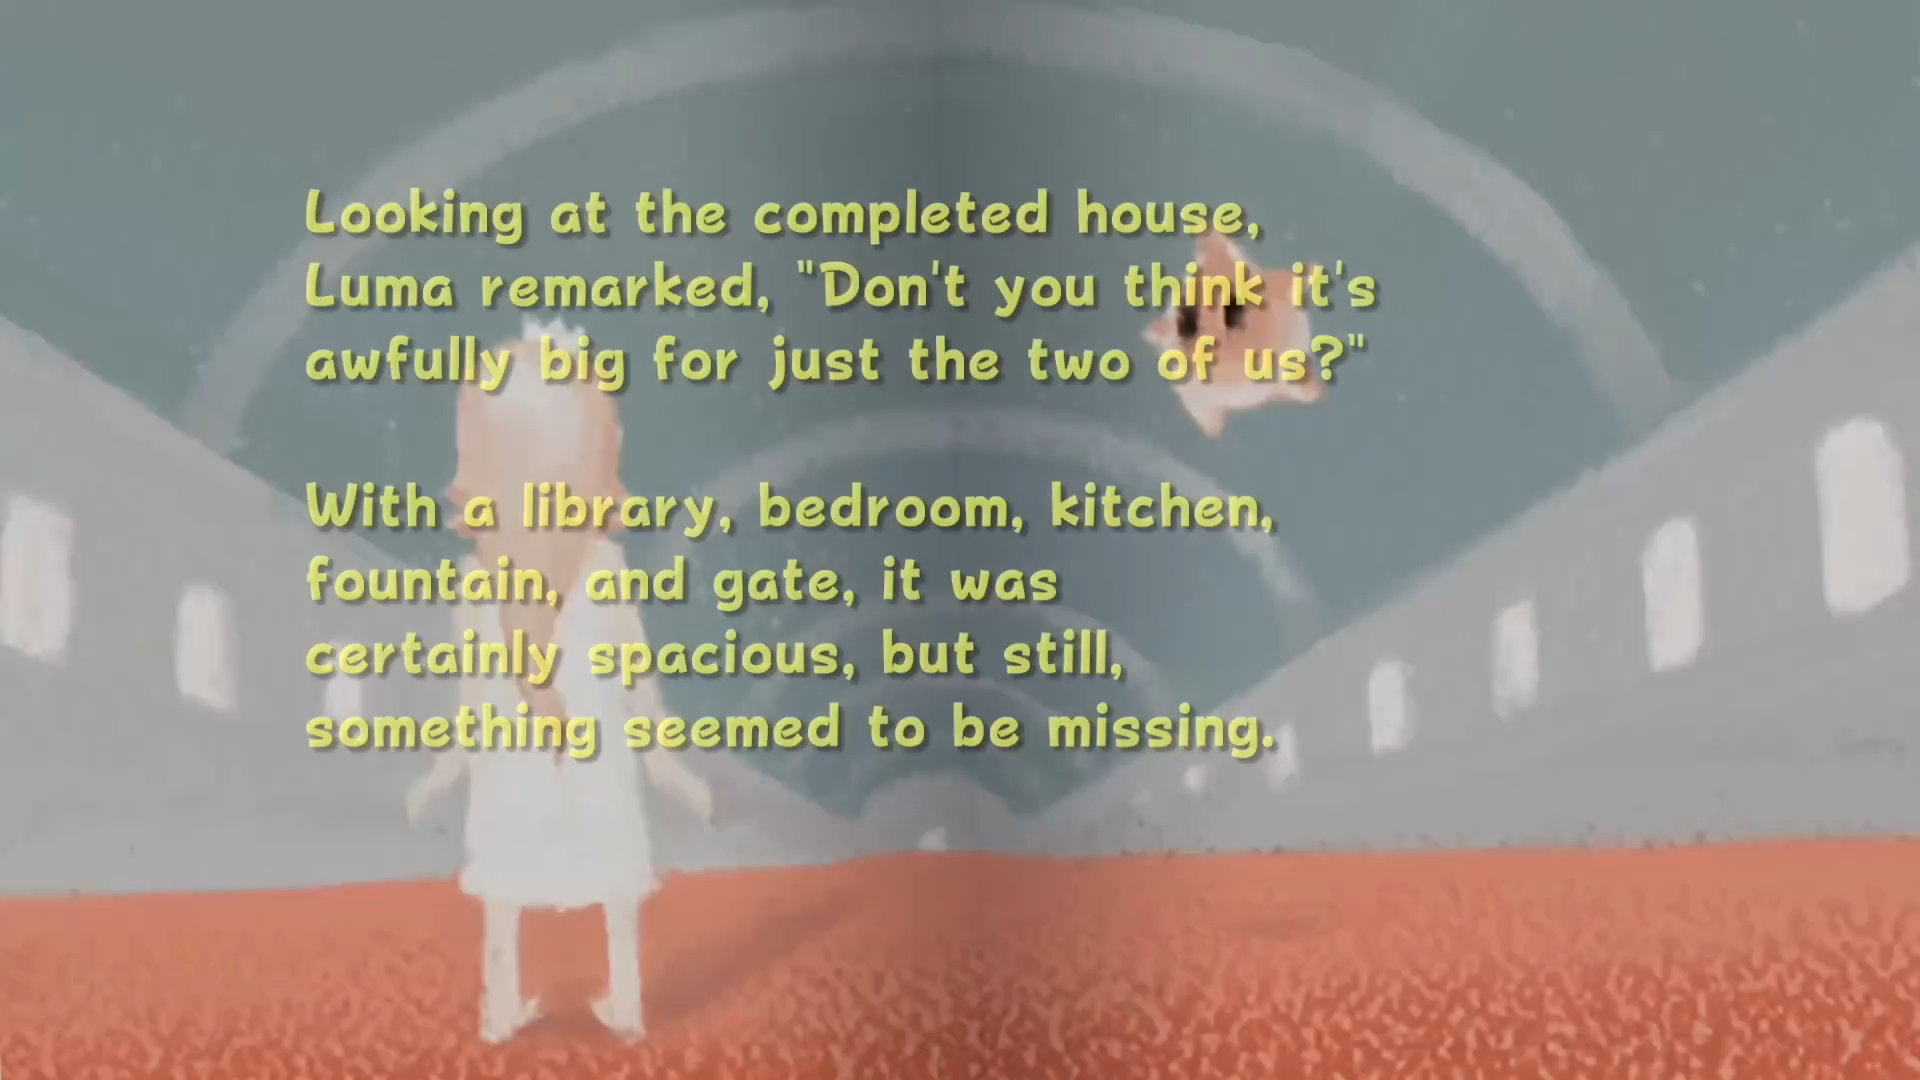 Looking at the completed house,
Luma remarked, "Don't you think it's
awfully big for just the two of us?"
With a library, bedroom, kitchen,
fountain, and gate, it was
certainly spacious, but still,
something seemed to be missing.